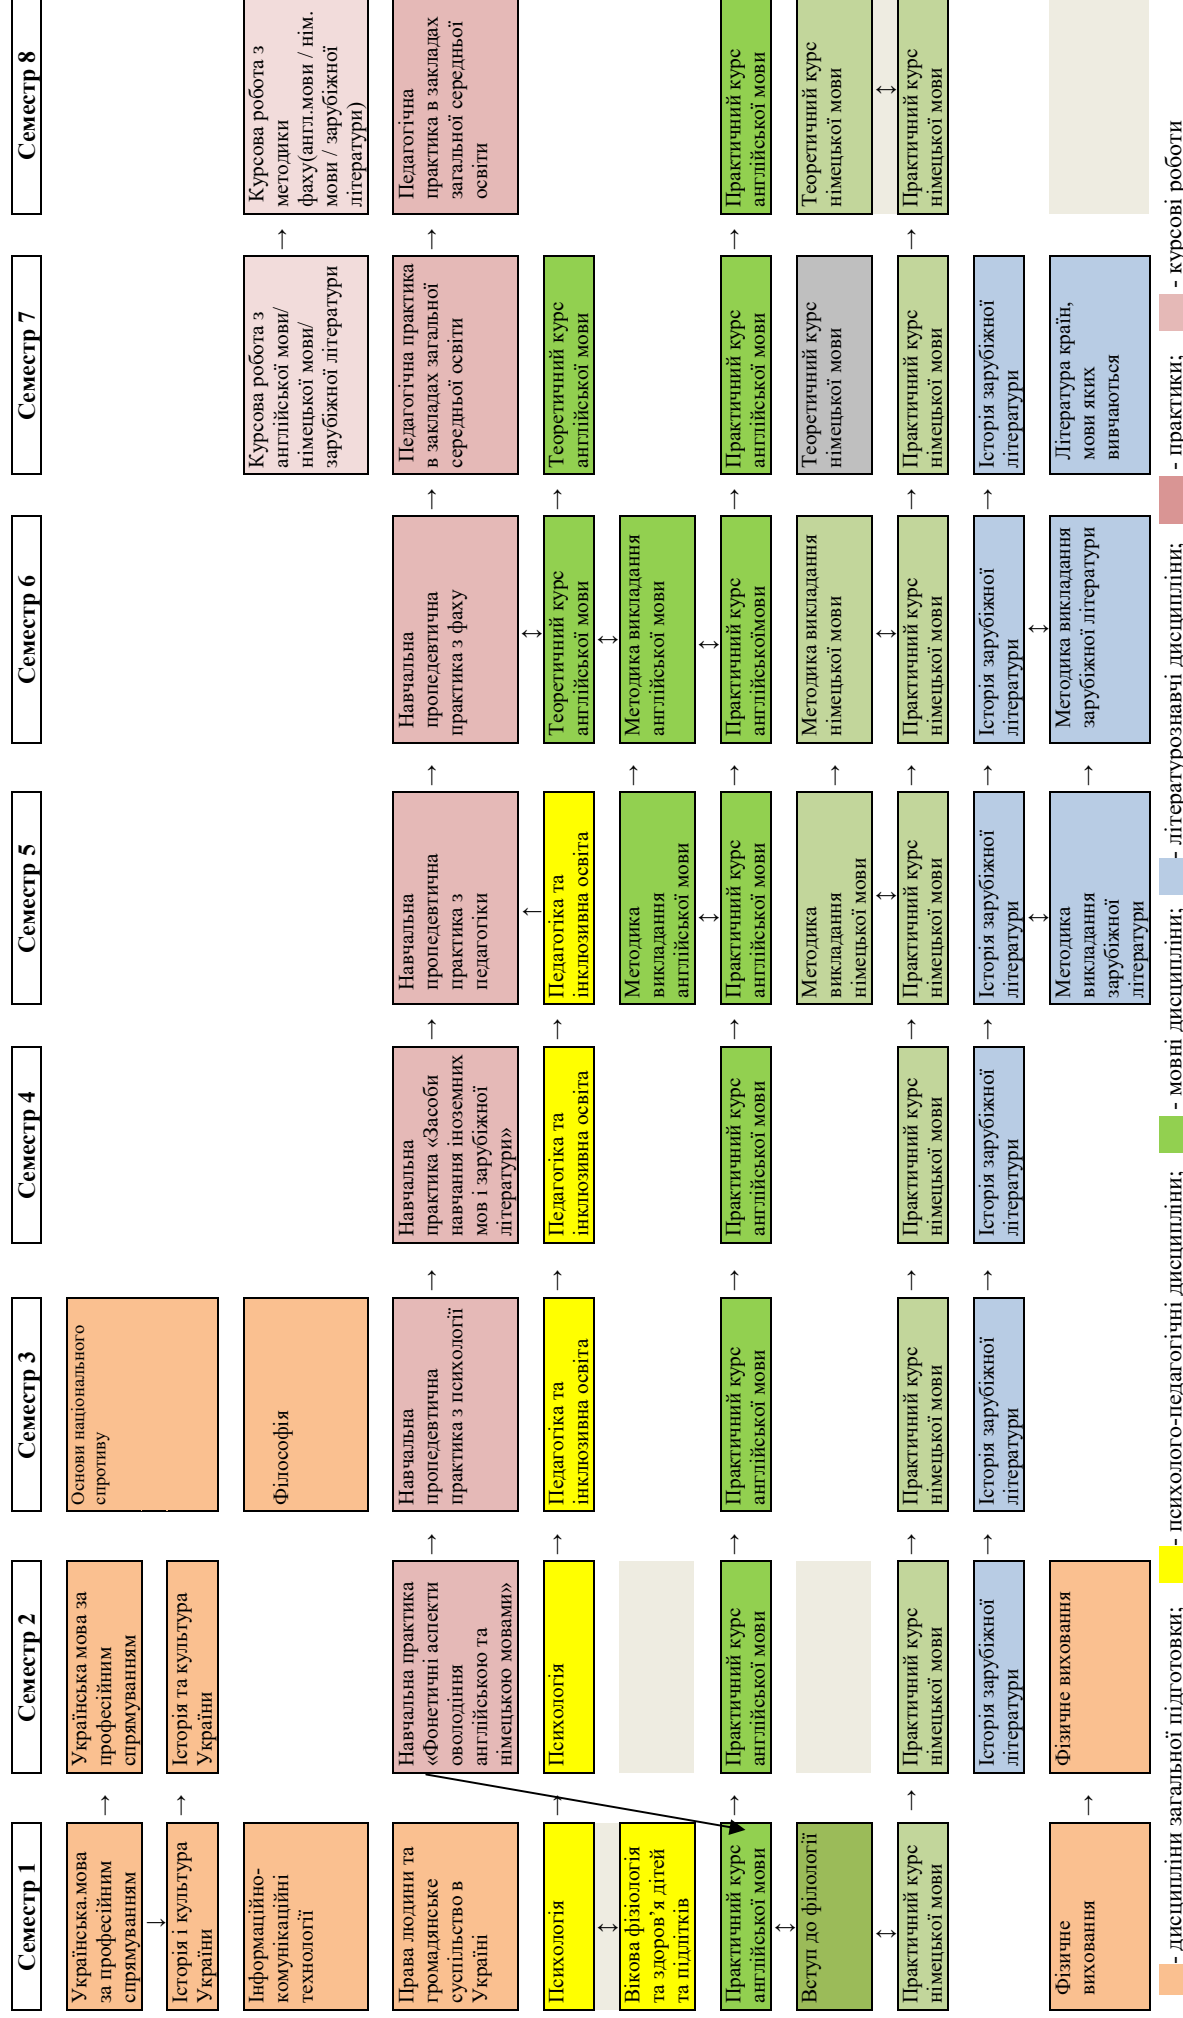 Семестр 1
Українська.мова
за професійним
спрямуванням
Історія і культура
України
Інформаційно-
комунікаційні
технології
Права людини та
громадянське
суспільство в
Україні
Психологія
Вікова фізіологія
та здоров’я дітей
та підлітків
Практичний курс
англійської мови
Вступ до філології
Практичний курс
німецької мови
Фізичне
виховання
Семестр 2
Українська мова за
професійним
спрямуванням
Історія та культура
України
Навчальна практика
«Фонетичні аспекти
оволодіння
англійською та
німецькою мовами»
Психологія
Практичний курс
англійської мови
Практичний курс
німецької мови
Історія зарубіжної
літератури
Фізичне виховання
Семестр 3
Основи національного
спротиву
Філософія
Навчальна
пропедевтична
практика з психології
Педагогіка та
інклюзивна освіта
Практичний курс
англійської мови
Практичний курс
німецької мови
Історія зарубіжної
літератури
Семестр 4
Навчальна
практика «Засоби
навчання іноземних
мов і зарубіжної
літератури»
Педагогіка та
інклюзивна освіта
Практичний курс
англійської мови
Практичний курс
німецької мови
Історія зарубіжної
літератури
Семестр 5
Навчальна
пропедевтична
практика з
педагогіки
Педагогіка та
інклюзивна освіта
Методика
викладання
англійської мови
Практичний курс
англійської мови
Методика
викладання
німецької мови
Практичний курс
німецької мови
Історія зарубіжної
літератури
Методика
викладання
зарубіжної
літератури
Семестр 6
Навчальна
пропедевтична
практика з фаху
Теоретичний курс
англійської мови
Методика викладання
англійської мови
Практичний курс
англійськоїмови
Методика викладання
німецької мови
Практичний курс
німецької мови
Історія зарубіжної
літератури
Методика викладання
зарубіжної літератури
Семестр 7
Курсова робота з
англійської мови/
німецької мови/
зарубіжної літератури
Педагогічна практика
в закладах загальної
середньої освіти
Теоретичний курс
англійської мови
Практичний курс
англійської мови
Теоретичний курс
німецької мови
Практичний курс
німецької мови
Історія зарубіжної
літератури
Література країн,
мови яких
вивчаються
Семестр 8
Курсова робота з
методики
фаху(англ.мови / нім.
мови / зарубіжної
літератури)
Педагогічна
практика в закладах
загальної середньої
освіти
Практичний курс
англійської мови
Теоретичний курс
німецької мови
Практичний курс
німецької мови
- дисципліни загальної підготовки; - психолого-педагогічні дисципліни; - мовні дисципліни; - літературознавчі дисципліни; - практики; - курсові роботи